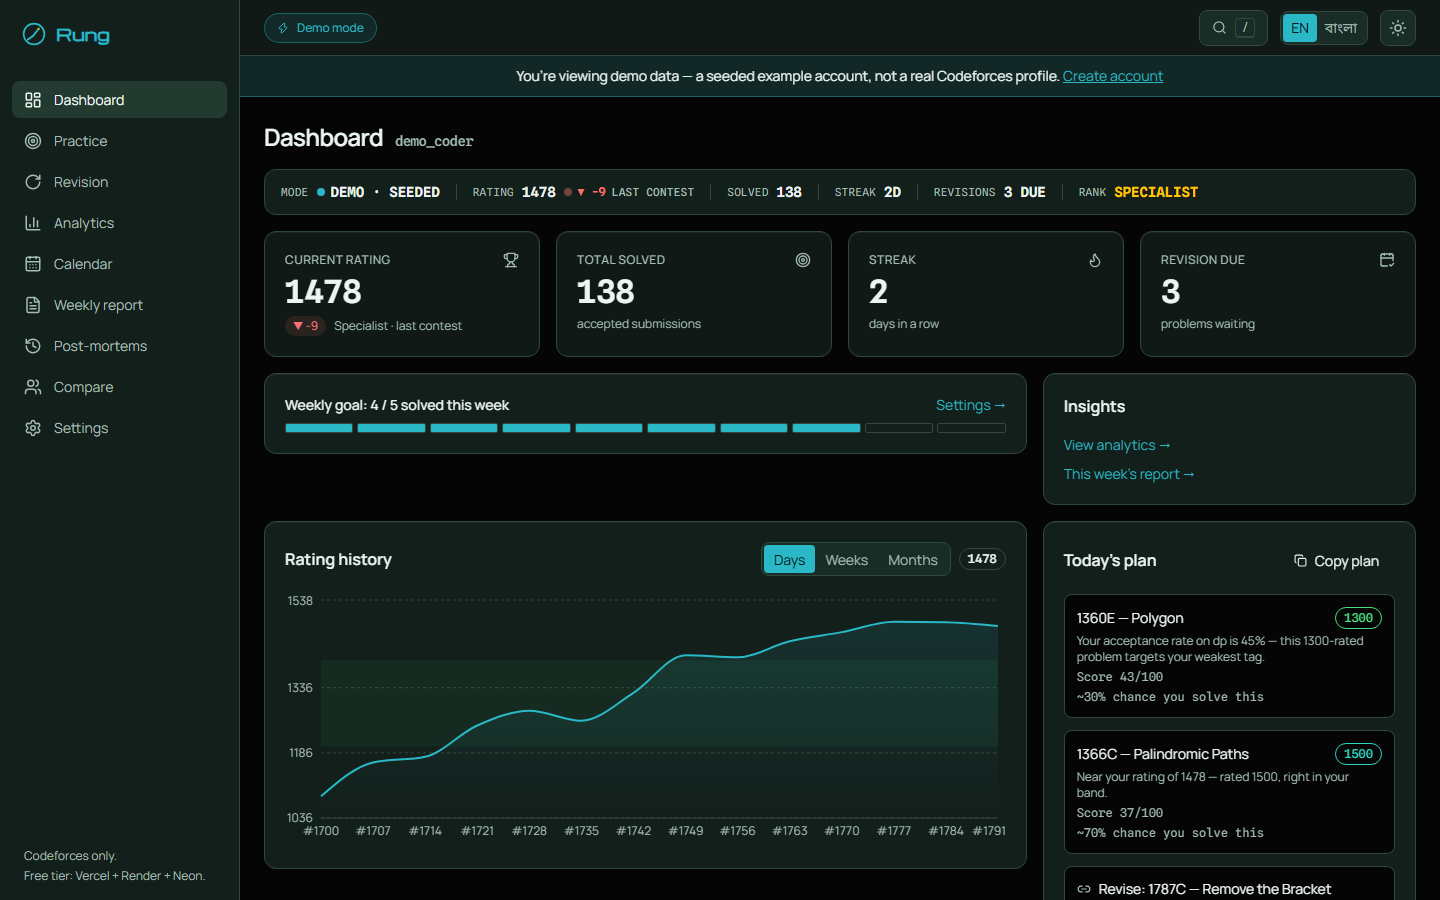 Rung
Dashboard
Practice
Revision
Analytics
Calendar
Weekly report
Post-mortems
Compare
Settings
Codeforces only.
Free tier: Vercel + Render + Neon.
Demo mode
/
EN বাংলা
You're viewing demo data — a seeded example account, not a real Codeforces profile. Create account
Dashboard demo_coder
MODE DEMO · SEEDED RATING 1478 ▼ -9 LAST CONTEST SOLVED 138 STREAK 2D REVISIONS 3 DUE RANK SPECIALIST
CURRENT RATING
1478
▼ -9 Specialist · last contest
TOTAL SOLVED
138
accepted submissions
STREAK
2
days in a row
REVISION DUE
3
problems waiting
Weekly goal: 4 / 5 solved this week Settings →
Insights
View analytics →
This week's report →
Rating history Days Weeks Months 1478
1538
1336
1186
1036
#1700 #1707 #1714 #1721 #1728 #1735 #1742 #1749 #1756 #1763 #1770 #1777 #1784 #1791
Today's plan Copy plan
1360E — Polygon 1300
Your acceptance rate on dp is 45% — this 1300-rated
problem targets your weakest tag.
Score 43/100
~30% chance you solve this
1366C — Palindromic Paths 1500
Near your rating of 1478 — rated 1500, right in your
band.
Score 37/100
~70% chance you solve this
Revise: 1787C — Remove the Bracket